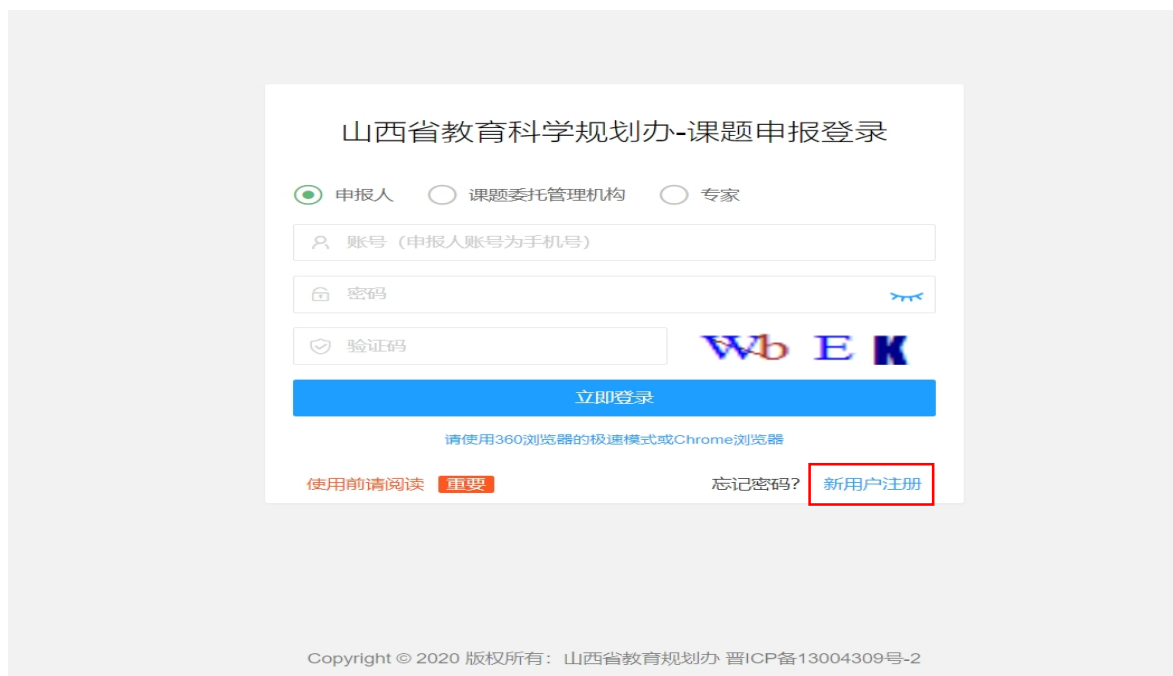 山西省教育科学规划办-课题申报登录
申报人 课题委托管理机构 专家
账号（申报人账号为手机号）
密码
验证码 Wb E K
立即登录
请使用360浏览器的极速模式或Chrome浏览器
使用前请阅读 重要 忘记密码? 新用户注册
Copyright © 2020 版权所有：山西省教育规划办 晋ICP备13004309号-2